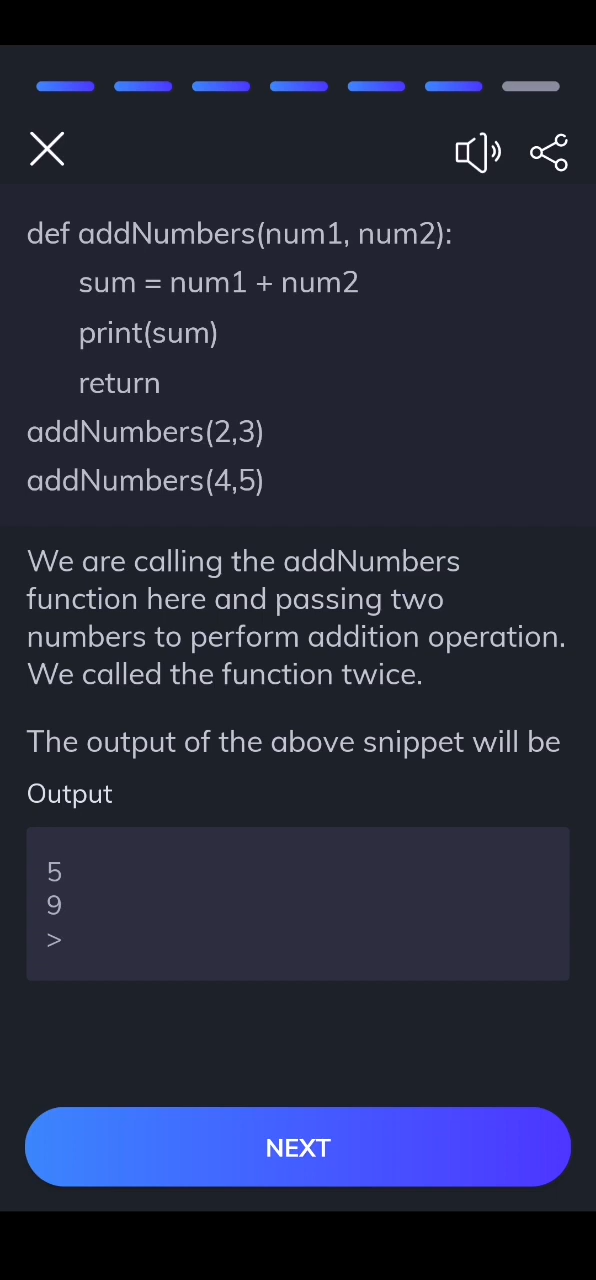 def addNumbers(num1, num2):
sum = num1 + num2
print(sum)
return
addNumbers(2,3)
addNumbers(4,5)
We are calling the addNumbers
function here and passing two
numbers to perform addition operation.
We called the function twice.
The output of the above snippet will be
Output
5
9
>
NEXT